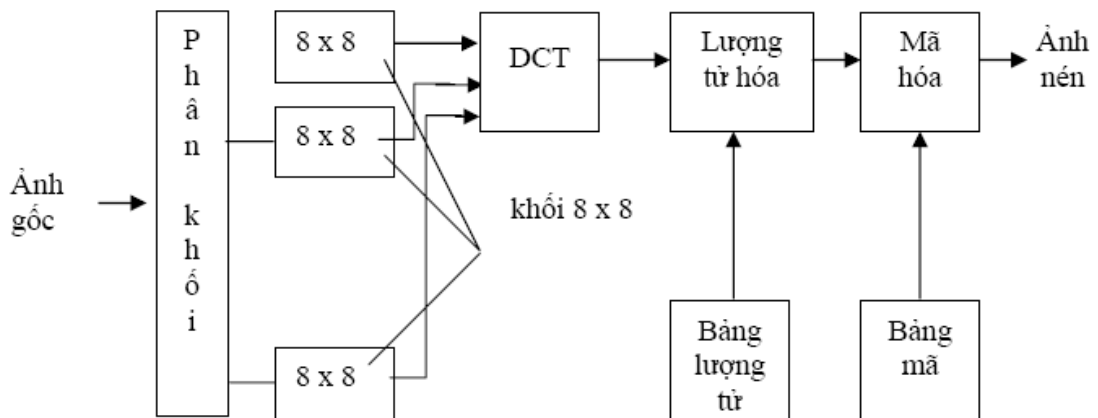 Ảnh
gốc
P
h
â
n
k
h
ố
i
8 x 8
8 x 8
8 x 8
khối 8 x 8
DCT
Lượng
tử hóa
Mã
hóa
Ảnh
nén
Bảng
lượng
tử
Bảng
mã